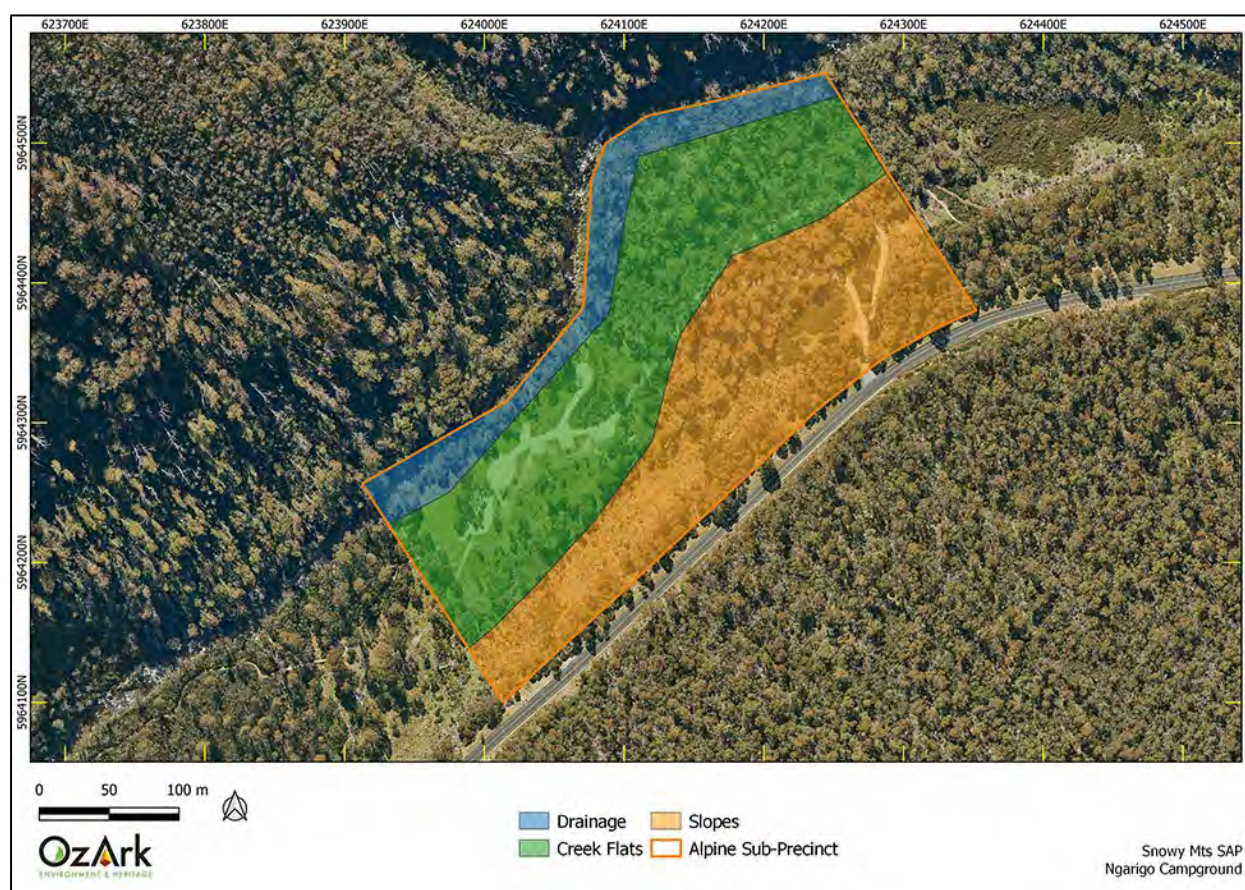 623700E 623800E 623900E 624000E 624100E 624200E 624300E 624400E 624500E
5964500N
5964400N
5964300N
5964200N
5964100N
0 50 100 m
Drainage Slopes
Creek Flats Alpine Sub-Precinct
OzArk
ENVIRONMENT & HERITAGE
Snowy Mts SAP
Ngarigo Campground